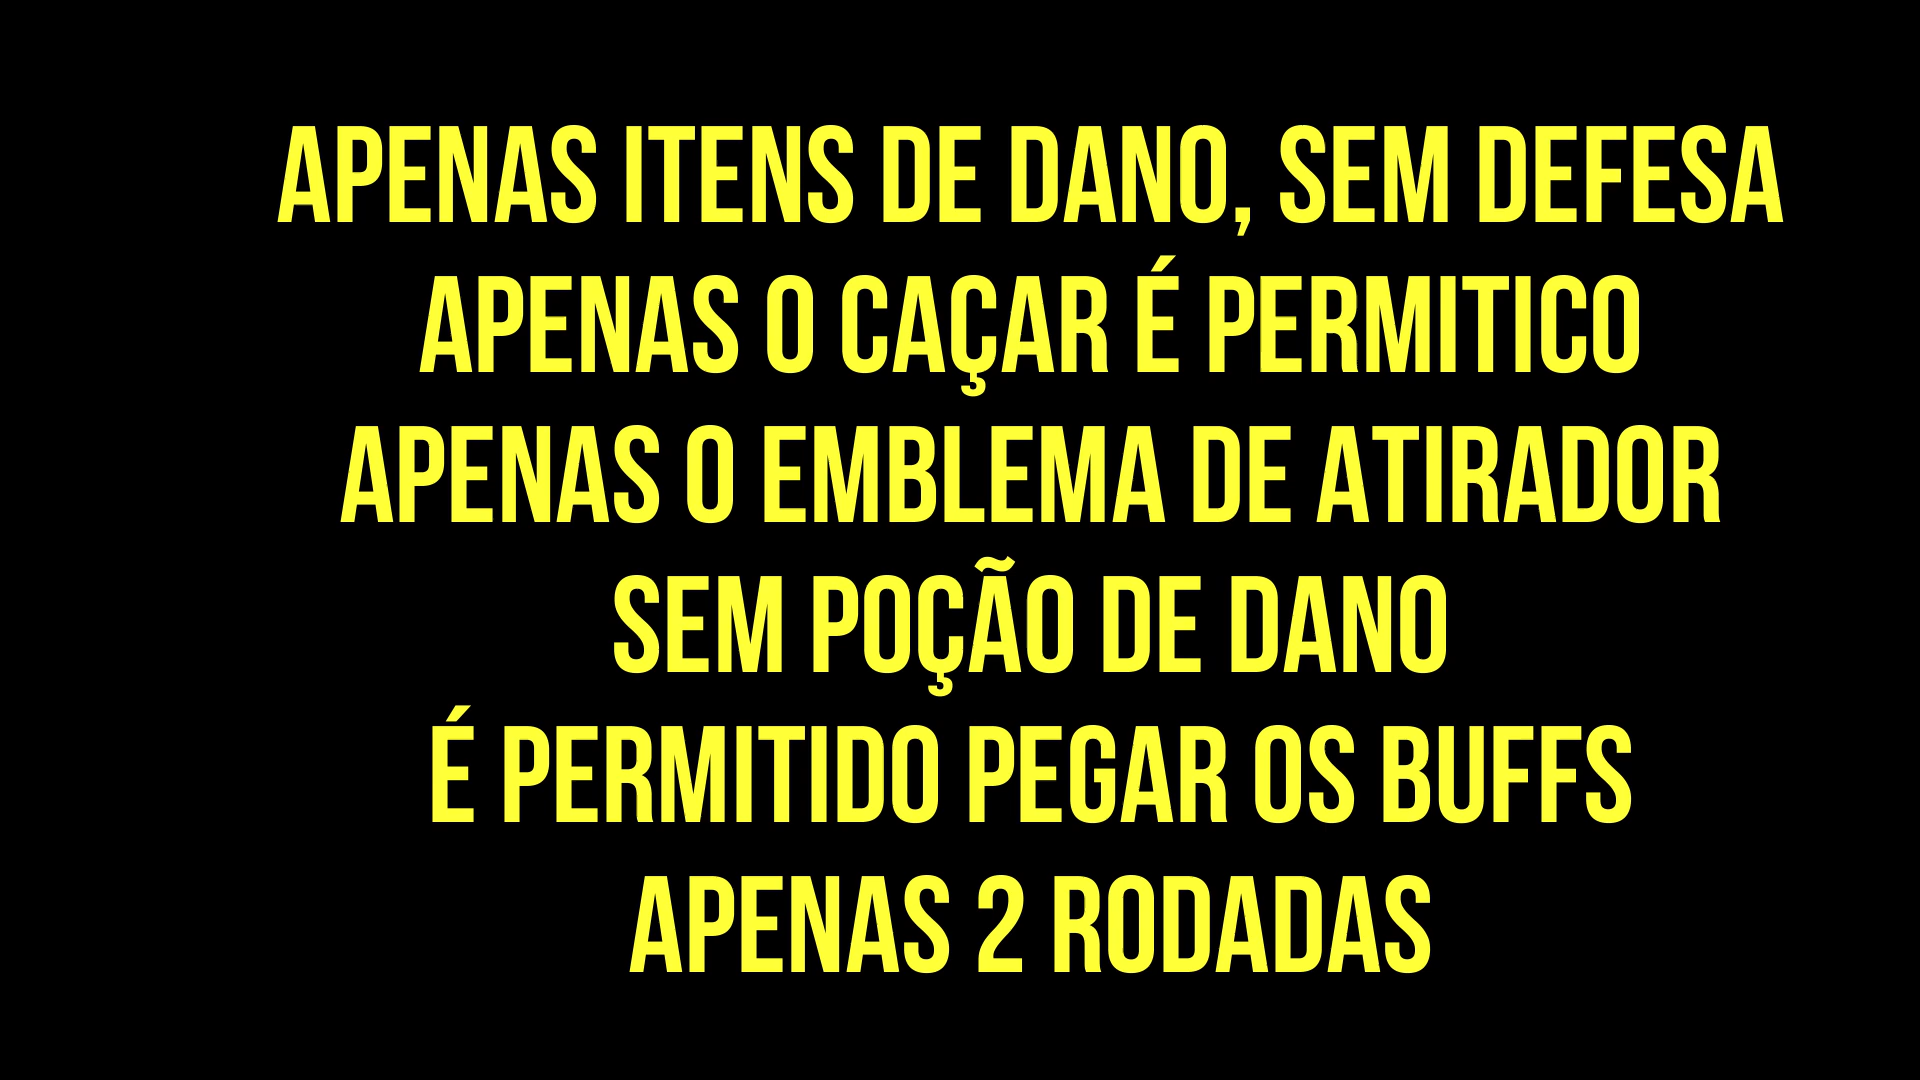 APENAS ITENS DE DANO, SEM DEFESA
APENAS O CAÇAR É PERMITICO
APENAS O EMBLEMA DE ATIRADOR
SEM POÇÃO DE DANO
É PERMITIDO PEGAR OS BUFFS
APENAS 2 RODADAS